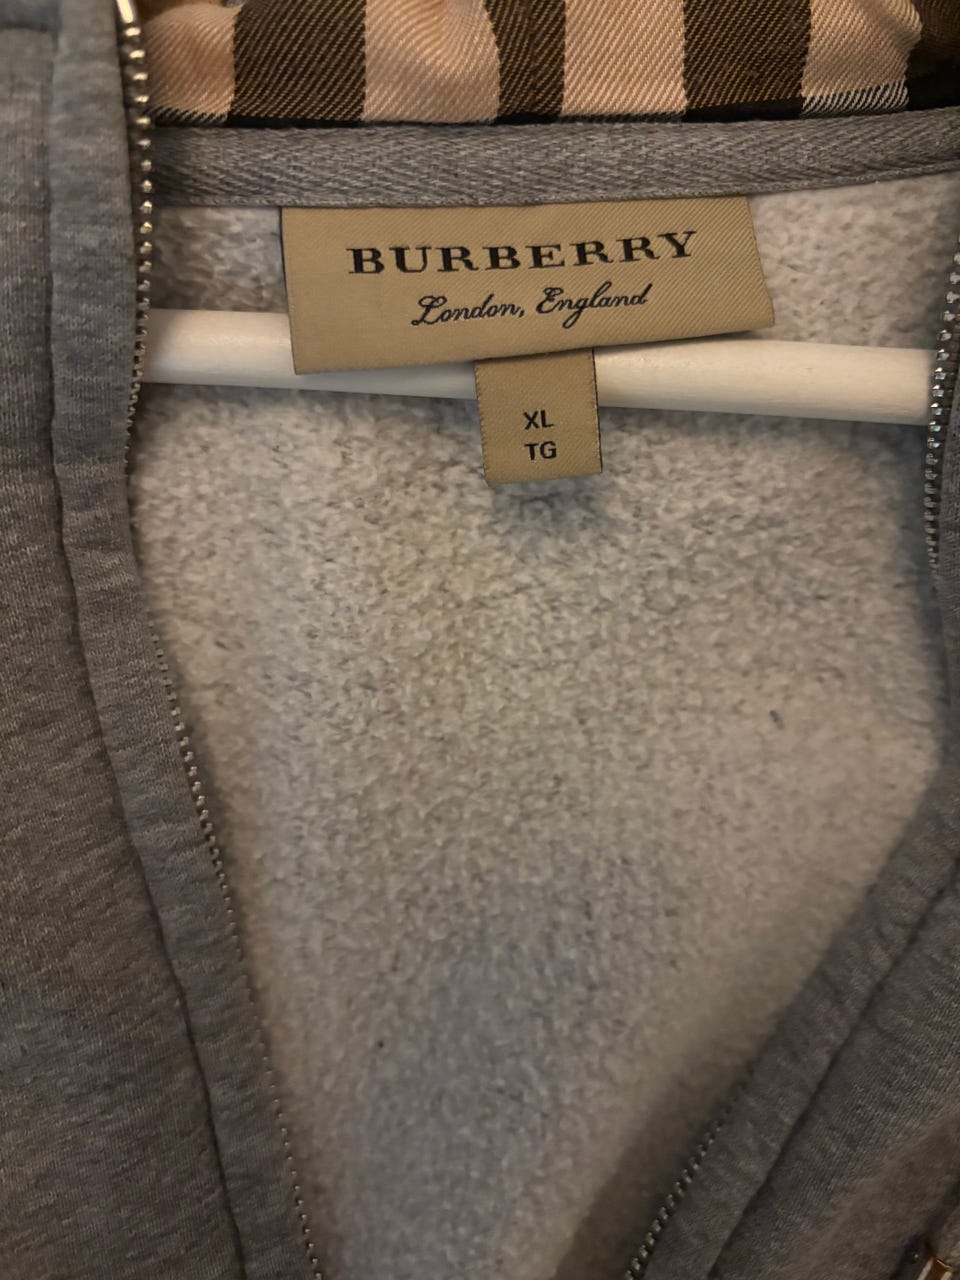 BURBERRY
London, England
XL
TG